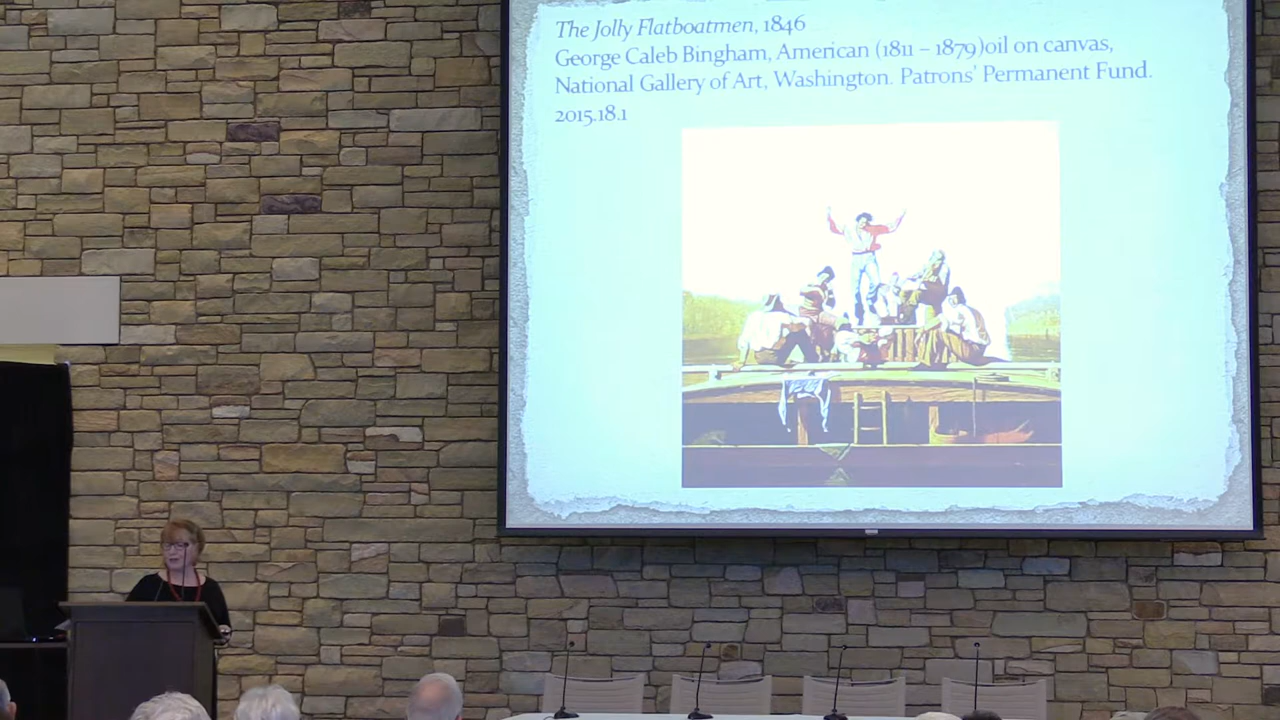 The Jolly Flatboatmen, 1846
George Caleb Bingham, American (1811 – 1879)oil on canvas,
National Gallery of Art, Washington. Patrons' Permanent Fund.
2015.18.1